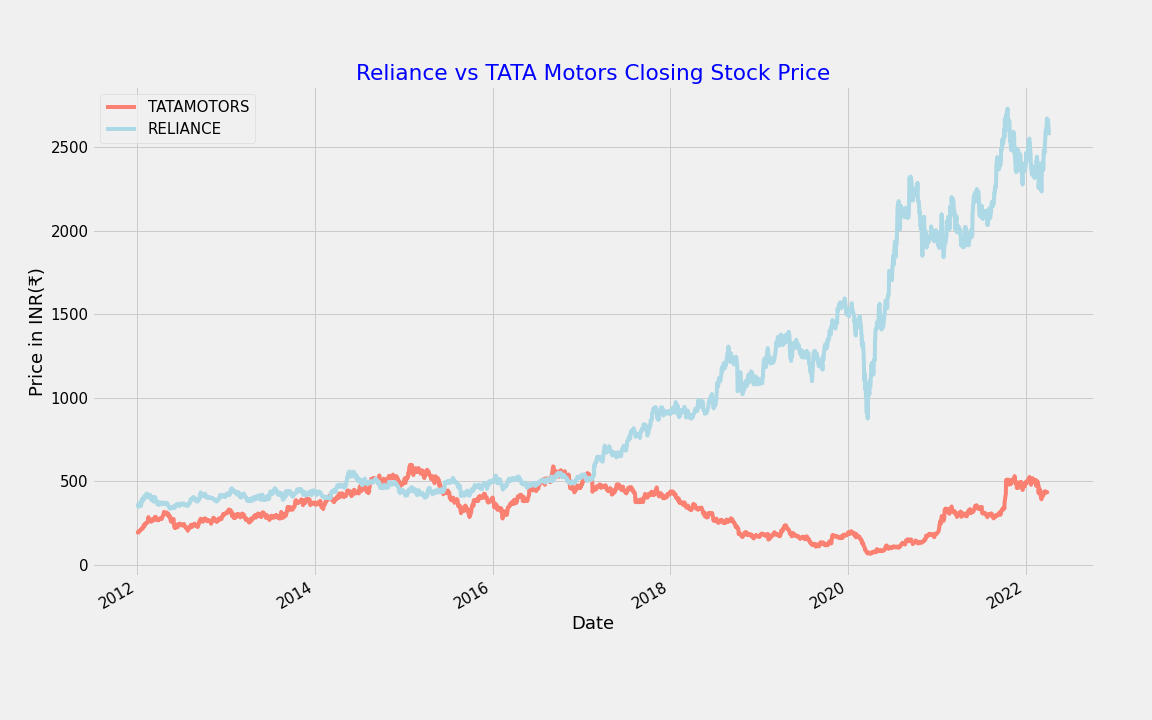 Reliance vs TATA Motors Closing Stock Price
TATAMOTORS
RELIANCE
Price in INR(₹)
2500
2000
1500
1000
500
0
2012
2014
2016
2018
2020
2022
Date